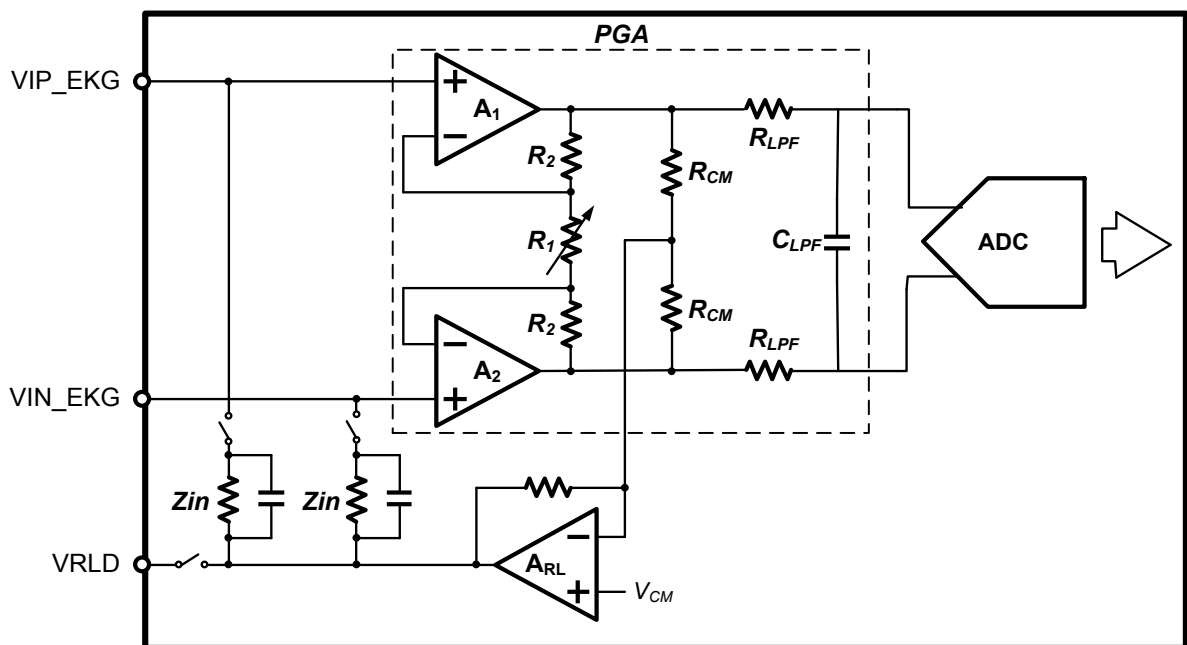 PGA
VIP_EKG
A1
RLPF
R2
RCM
R1
CLPF
ADC
R2
RCM
RLPF
A2
VIN_EKG
Zin
Zin
VRLD
ARL
VCM